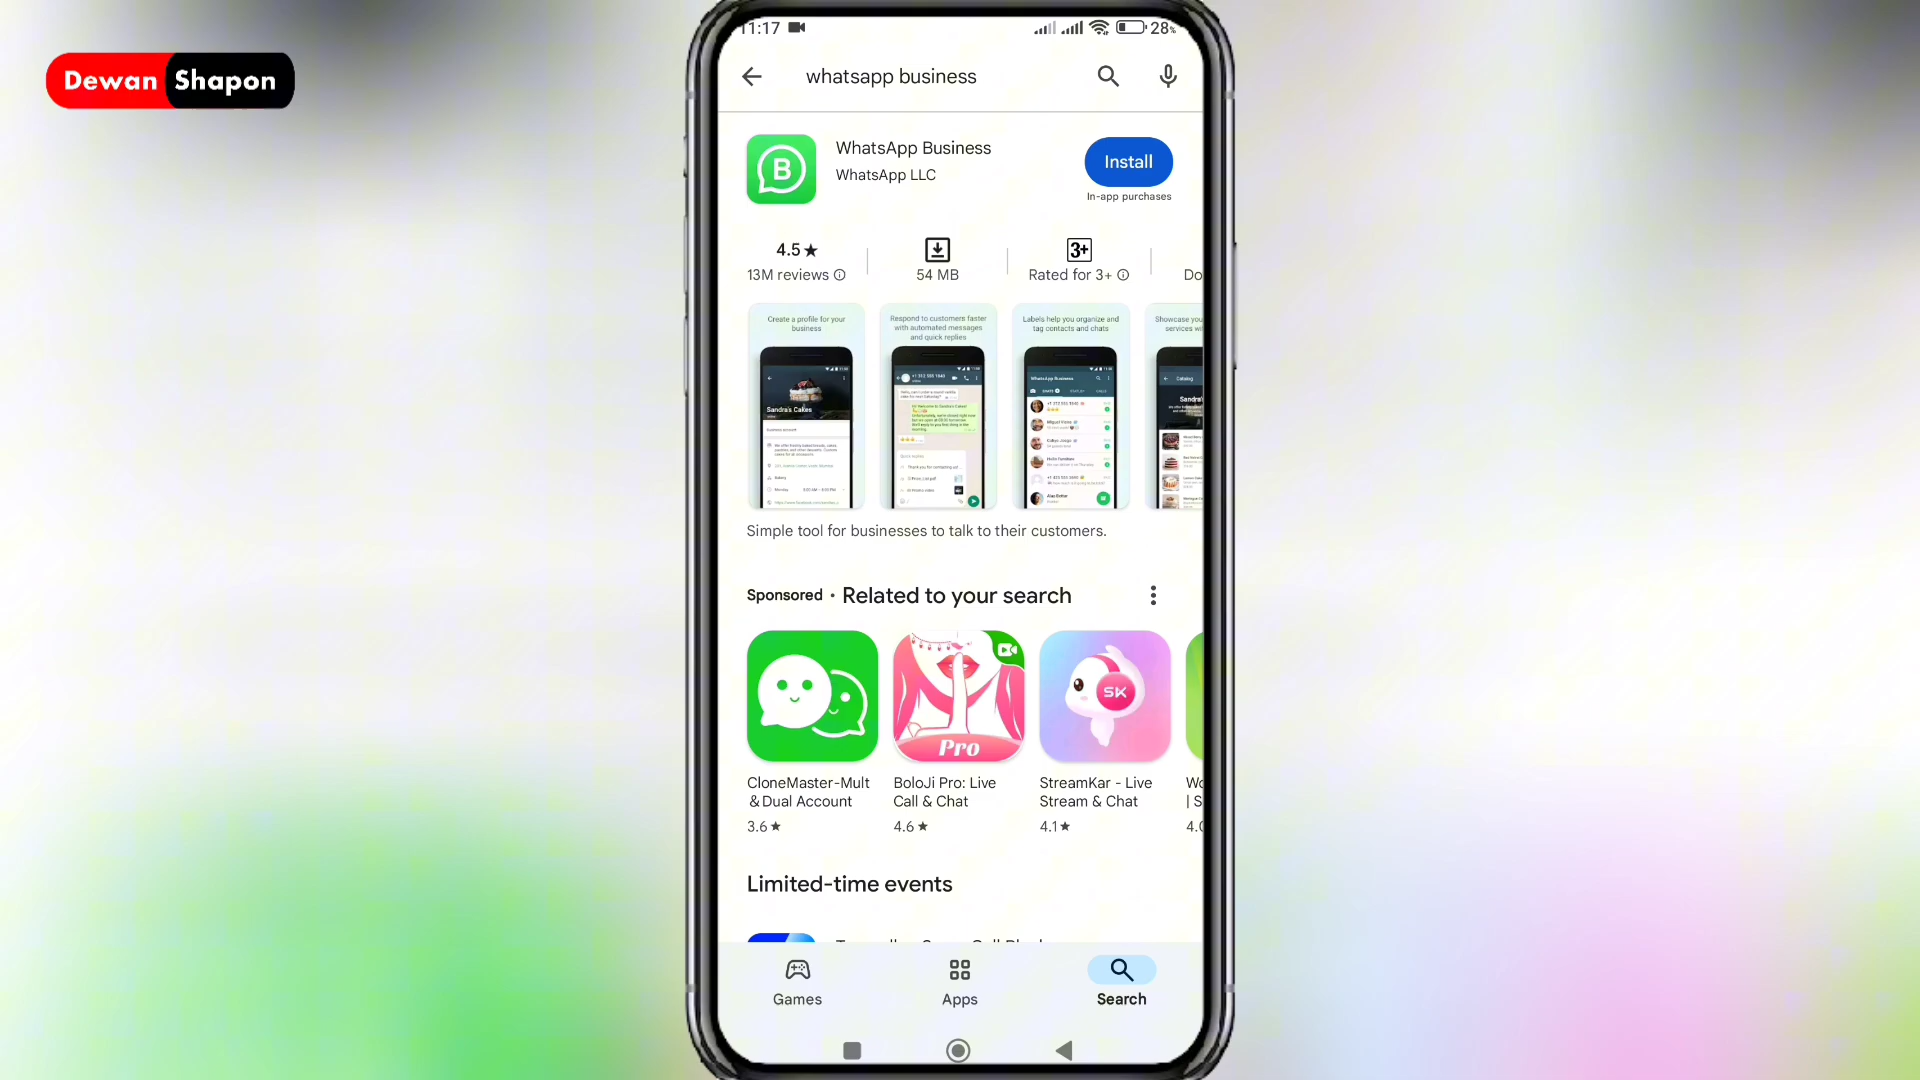 Dewan Shapon
11:17
28%
whatsapp business
WhatsApp Business
WhatsApp LLC
Install
In-app purchases
4.5★
13M reviews
54 MB
3+
Rated for 3+
Do
Create a profile for your
business
Respond to customers faster
with automated messages
and quick replies
Labels help you organize and
tag contacts and chats
Showcase you
services wi
Sandra's Cakes
WhatsApp Business
Catalog
Simple tool for businesses to talk to their customers.
Sponsored • Related to your search
Pro
SK
CloneMaster-Mult
&Dual Account
3.6★
BoloJi Pro: Live
Call & Chat
4.6★
StreamKar - Live
Stream & Chat
4.1★
Limited-time events
Games
Apps
Search